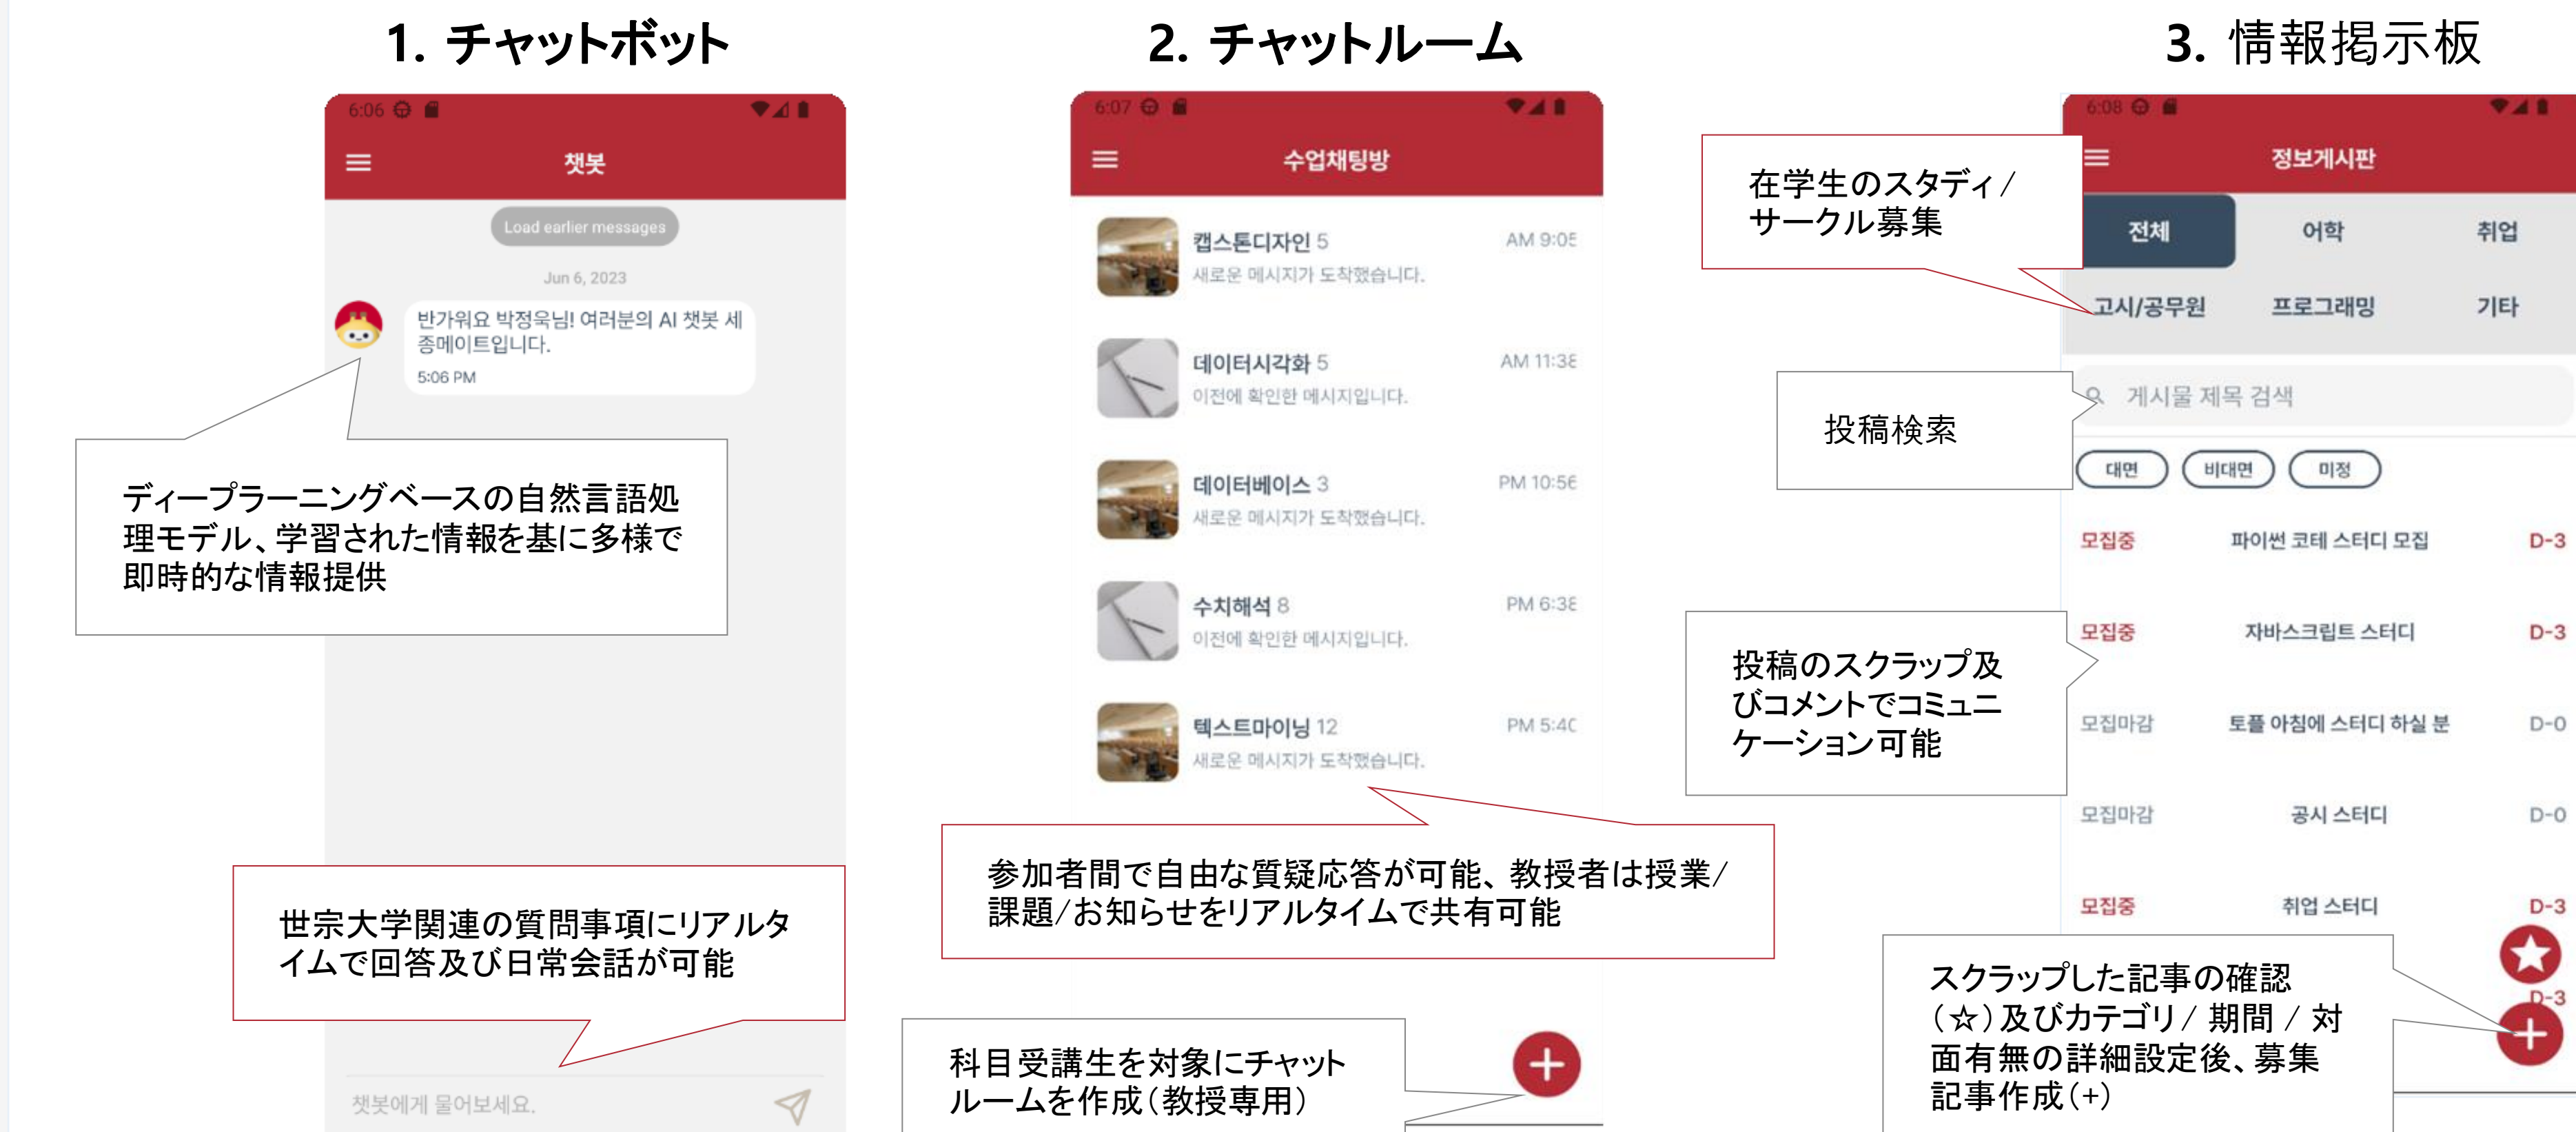 1. チャットボット
6:06
챗봇
Load earlier messages
Jun 6, 2023
반가워요 박정욱님! 여러분의 AI 챗봇 세
종메이트입니다.
5:06 PM
ディープラーニングベースの自然言語処
理モデル、学習された情報を基に多様で
即時的な情報提供
世宗大学関連の質問事項にリアルタ
イムで回答及び日常会話が可能
챗봇에게 물어보세요.
2. チャットルーム
6:07
수업채팅방
캡스톤디자인 5
AM 9:05
새로운 메시지가 도착했습니다.
데이터시각화 5
AM 11:38
이전에 확인한 메시지입니다.
데이터베이스 3
PM 10:56
새로운 메시지가 도착했습니다.
수치해석 8
PM 6:38
이전에 확인한 메시지입니다.
텍스트마이닝 12
PM 5:40
새로운 메시지가 도착했습니다.
参加者間で自由な質疑応答が可能、教授者は授業/
課題/お知らせをリアルタイムで共有可能
科目受講生を対象にチャット
ルームを作成(教授専用)
3. 情報掲示板
6:08
정보게시판
在学生のスタディ/
サークル募集
전체 어학 취업
고시/공무원 프로그래밍 기타
投稿検索
게시물 제목 검색
대면 비대면 미정
모집중 파이썬 코테 스터디 모집 D-3
모집중 자바스크립트 스터디 D-3
投稿のスクラップ及
びコメントでコミュニ
ケーション可能
모집마감 토플 아침에 스터디 하실 분 D-0
모집마감 공시 스터디 D-0
모집중 취업 스터디 D-3
D-3
スクラップした記事の確認
(☆)及びカテゴリ/ 期間 / 対
面有無の詳細設定後、募集
記事作成(+)